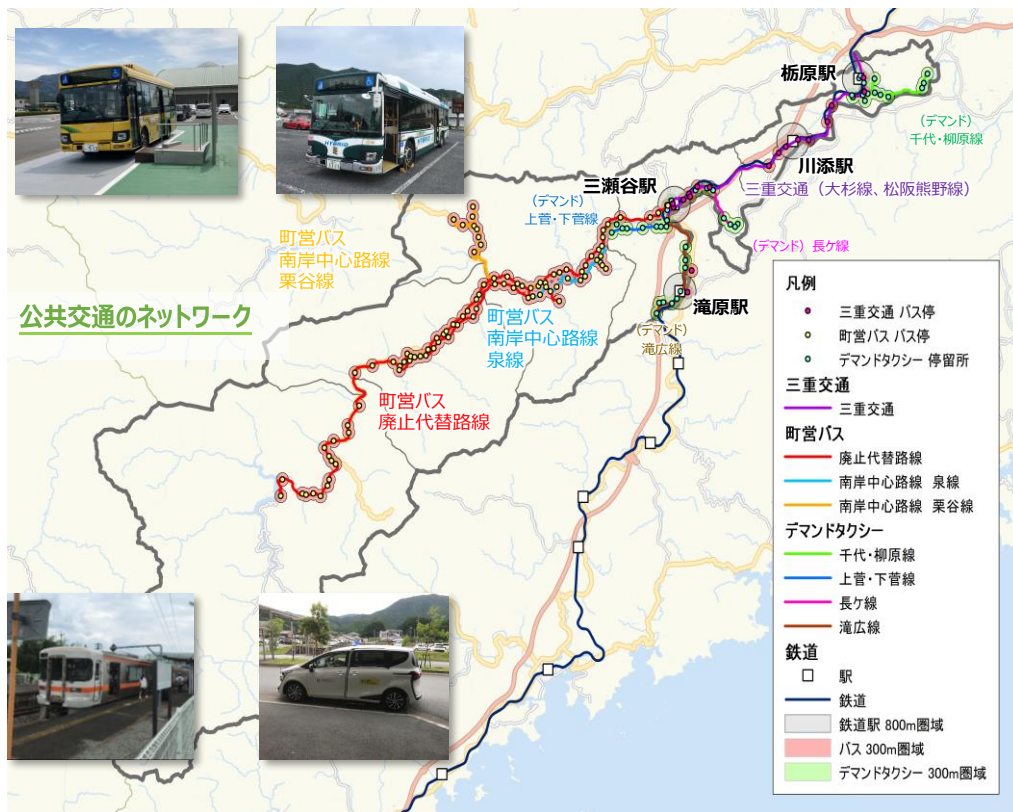 栃原駅
(デマンド)
千代・柳原線
川添駅
三瀬谷駅
三重交通（大杉線、松阪熊野線）
(デマンド)
上菅・下菅線
(デマンド) 長ケ線
町営バス
南岸中心路線
栗谷線
公共交通のネットワーク
滝原駅
町営バス
南岸中心路線
泉線
(デマンド)
滝広線
町営バス
廃止代替路線
凡例
三重交通 バス停
町営バス バス停
デマンドタクシー 停留所
三重交通
三重交通
町営バス
廃止代替路線
南岸中心路線 泉線
南岸中心路線 栗谷線
デマンドタクシー
千代・柳原線
上菅・下菅線
長ケ線
滝広線
鉄道
駅
鉄道
鉄道駅 800m圏域
バス 300m圏域
デマンドタクシー 300m圏域
HYBRID